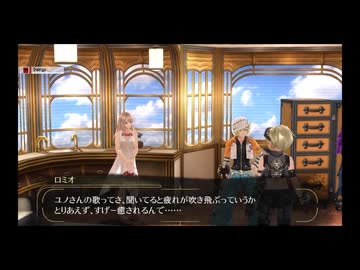 ロミオ
ユノさんの歌ってさ、聞いてると疲れが吹き飛ぶっていうか
とりあえず、すげー癒されるんで……